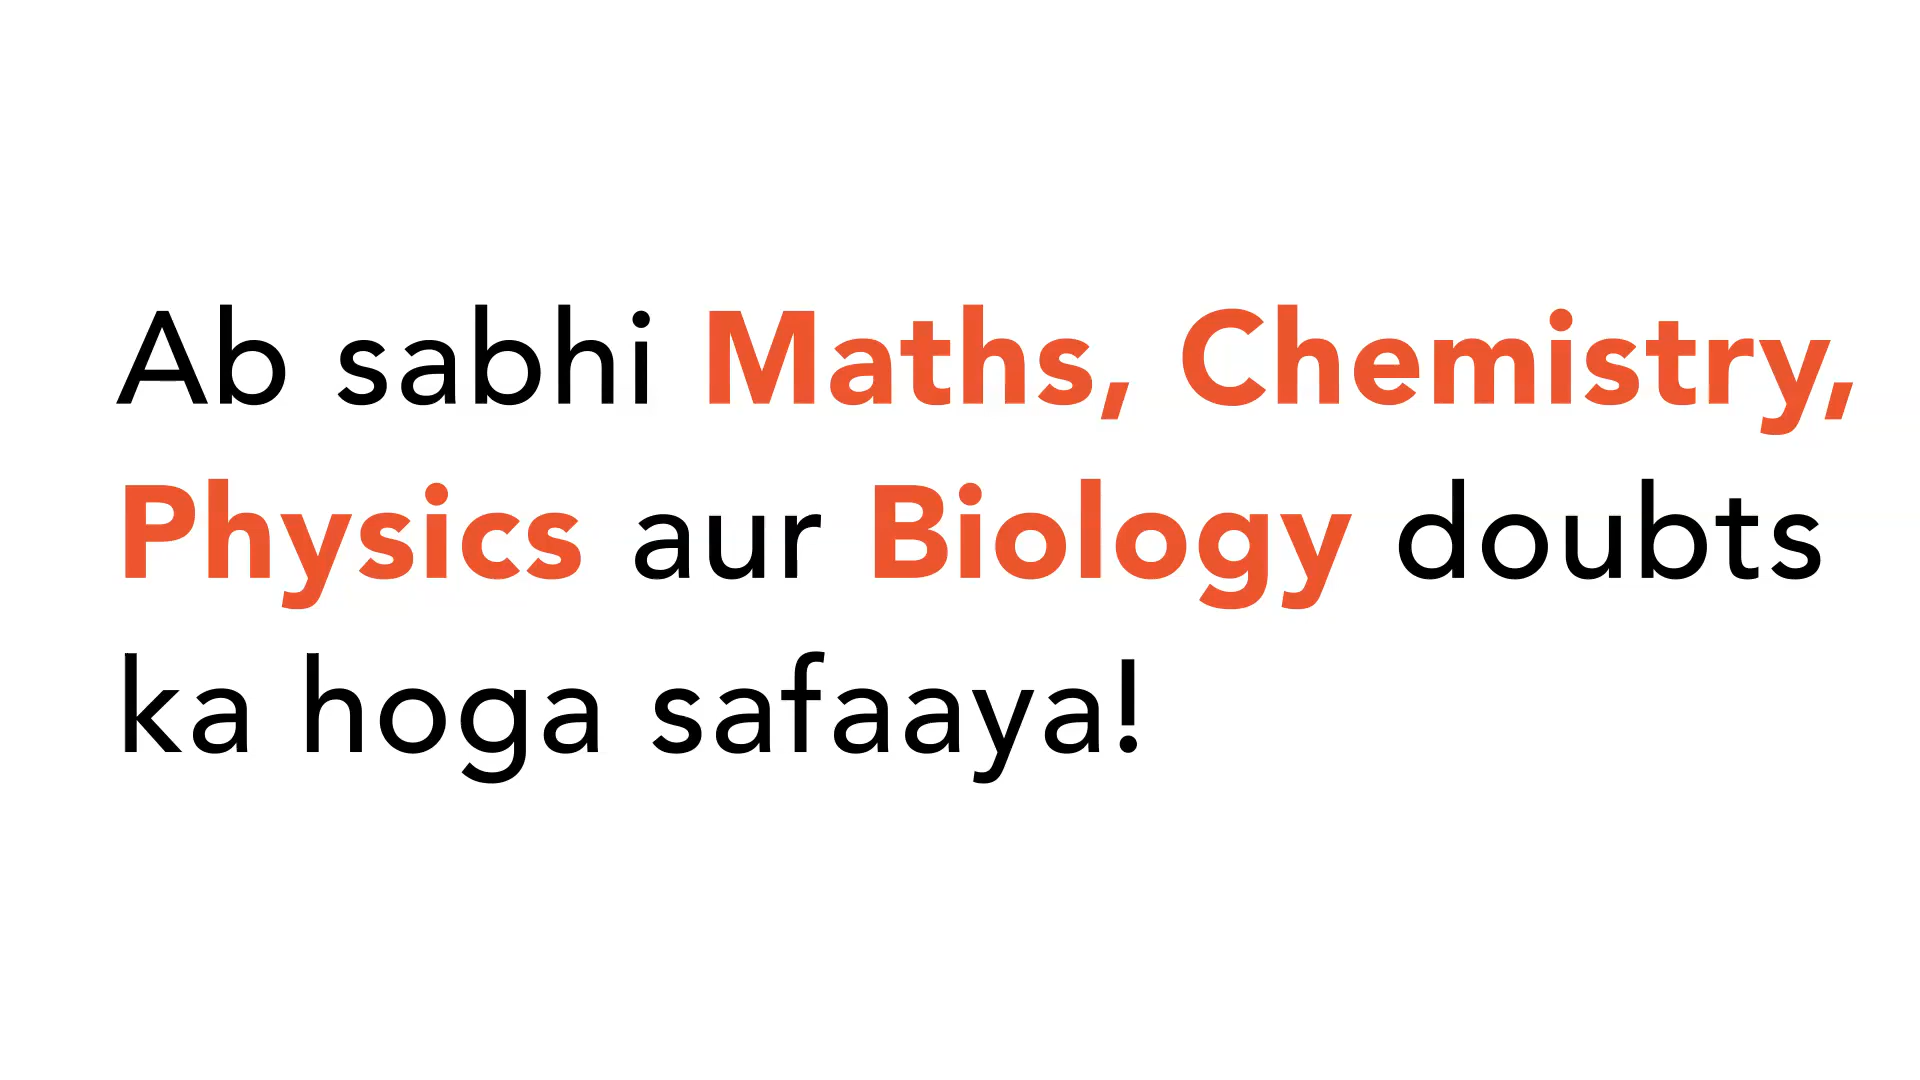 Ab sabhi Maths, Chemistry,
Physics aur Biology doubts
ka hoga safaaya!